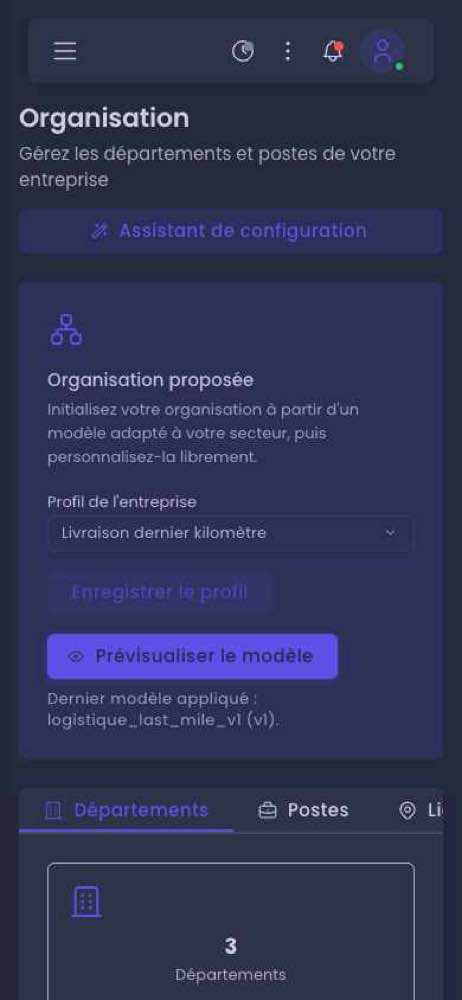 Organisation
Gérez les départements et postes de votre
entreprise
Assistant de configuration
Organisation proposée
Initialisez votre organisation à partir d'un
modèle adapté à votre secteur, puis
personnalisez-la librement.
Profil de l'entreprise
Livraison dernier kilomètre
Enregistrer le profil
Prévisualiser le modèle
Dernier modèle appliqué :
logistique_last_mile_v1 (v1).
Départements Postes
3
Départements